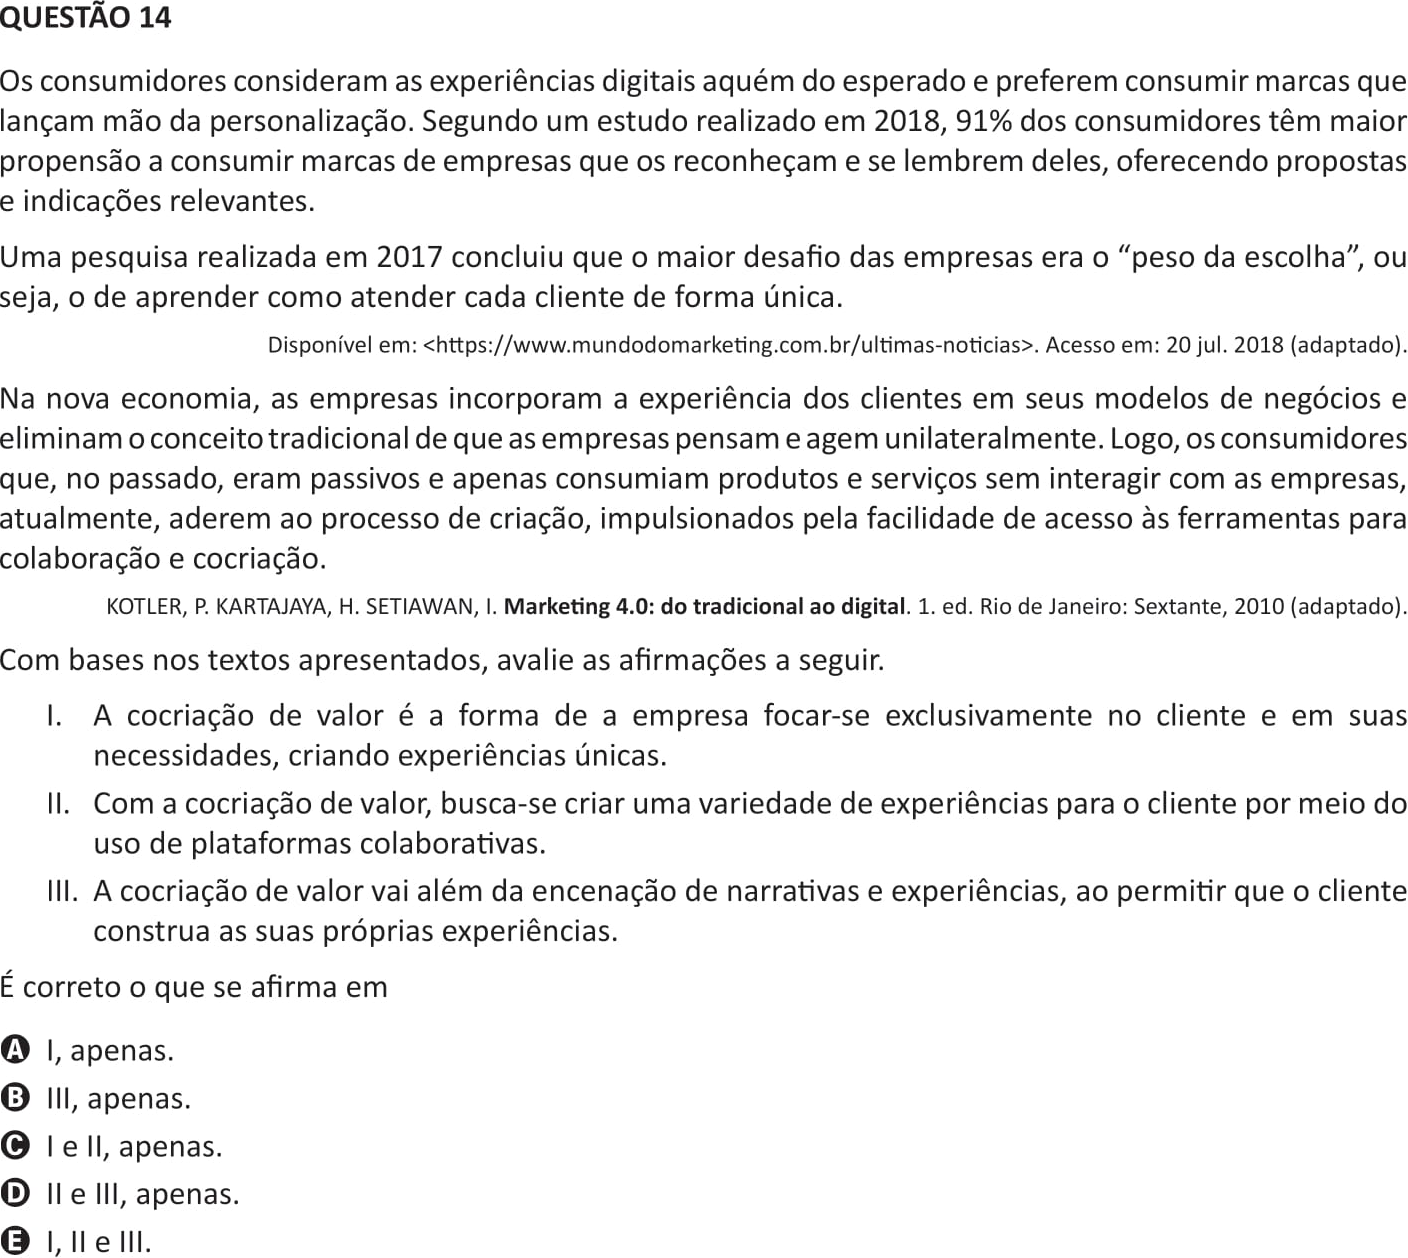 QUESTÃO 14
Os consumidores consideram as experiências digitais aquém do esperado e preferem consumir marcas que
lançam mão da personalização. Segundo um estudo realizado em 2018, 91% dos consumidores têm maior
propensão a consumir marcas de empresas que os reconheçam e se lembrem deles, oferecendo propostas
e indicações relevantes.
Uma pesquisa realizada em 2017 concluiu que o maior desafio das empresas era o “peso da escolha”, ou
seja, o de aprender como atender cada cliente de forma única.
Disponível em: <https://www.mundodomarketing.com.br/ultimas-noticias>. Acesso em: 20 jul. 2018 (adaptado).
Na nova economia, as empresas incorporam a experiência dos clientes em seus modelos de negócios e
eliminam o conceito tradicional de que as empresas pensam e agem unilateralmente. Logo, os consumidores
que, no passado, eram passivos e apenas consumiam produtos e serviços sem interagir com as empresas,
atualmente, aderem ao processo de criação, impulsionados pela facilidade de acesso às ferramentas para
colaboração e cocriação.
KOTLER, P. KARTAJAYA, H. SETIAWAN, I. Marketing 4.0: do tradicional ao digital. 1. ed. Rio de Janeiro: Sextante, 2010 (adaptado).
Com bases nos textos apresentados, avalie as afirmações a seguir.
I. A cocriação de valor é a forma de a empresa focar-se exclusivamente no cliente e em suas
necessidades, criando experiências únicas.
II. Com a cocriação de valor, busca-se criar uma variedade de experiências para o cliente por meio do
uso de plataformas colaborativas.
III. A cocriação de valor vai além da encenação de narrativas e experiências, ao permitir que o cliente
construa as suas próprias experiências.
É correto o que se afirma em
A I, apenas.
B III, apenas.
C I e II, apenas.
D II e III, apenas.
E I, II e III.